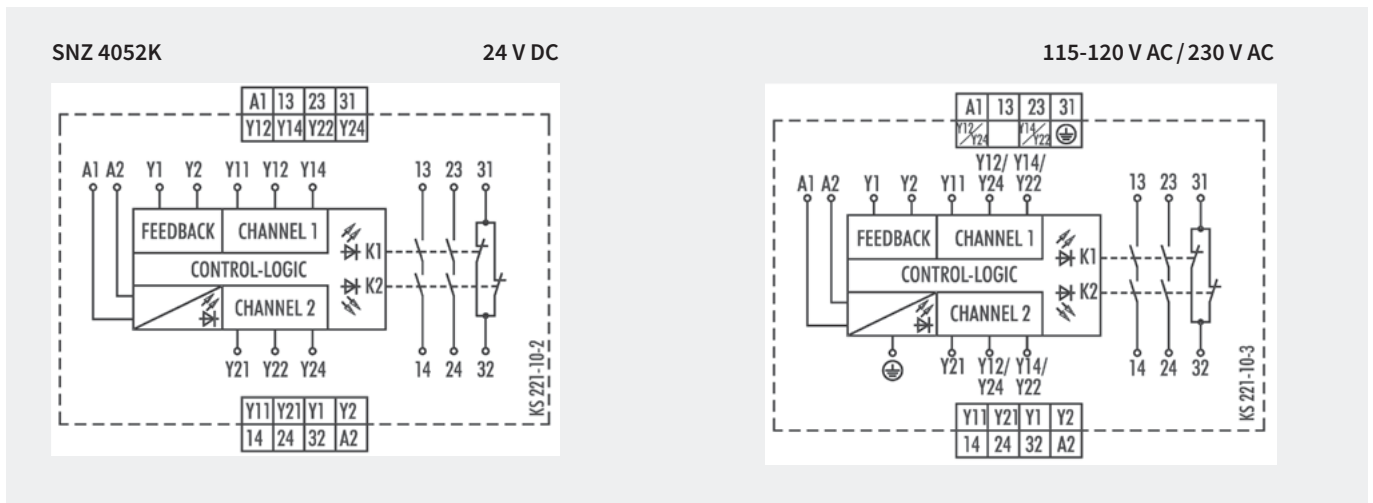 SNZ 4052K
24 V DC
A1 13 23 31
Y12 Y14 Y22 Y24
A1 A2 Y1 Y2 Y11 Y12 Y14 13 23 31
FEEDBACK CHANNEL 1
K1
CONTROL-LOGIC
K2
CHANNEL 2
Y21 Y22 Y24 14 24 32
KS 221-10-2
Y11 Y21 Y1 Y2
14 24 32 A2
115-120 V AC / 230 V AC
A1 13 23 31
Y12/Y24 Y14/Y22
Y12/ Y14/
A1 A2 Y1 Y2 Y11 Y24 Y22 13 23 31
FEEDBACK CHANNEL 1
K1
CONTROL-LOGIC
K2
CHANNEL 2
Y21 Y12/ Y14/ 14 24 32
Y24 Y22
KS 221-10-3
Y11 Y21 Y1 Y2
14 24 32 A2